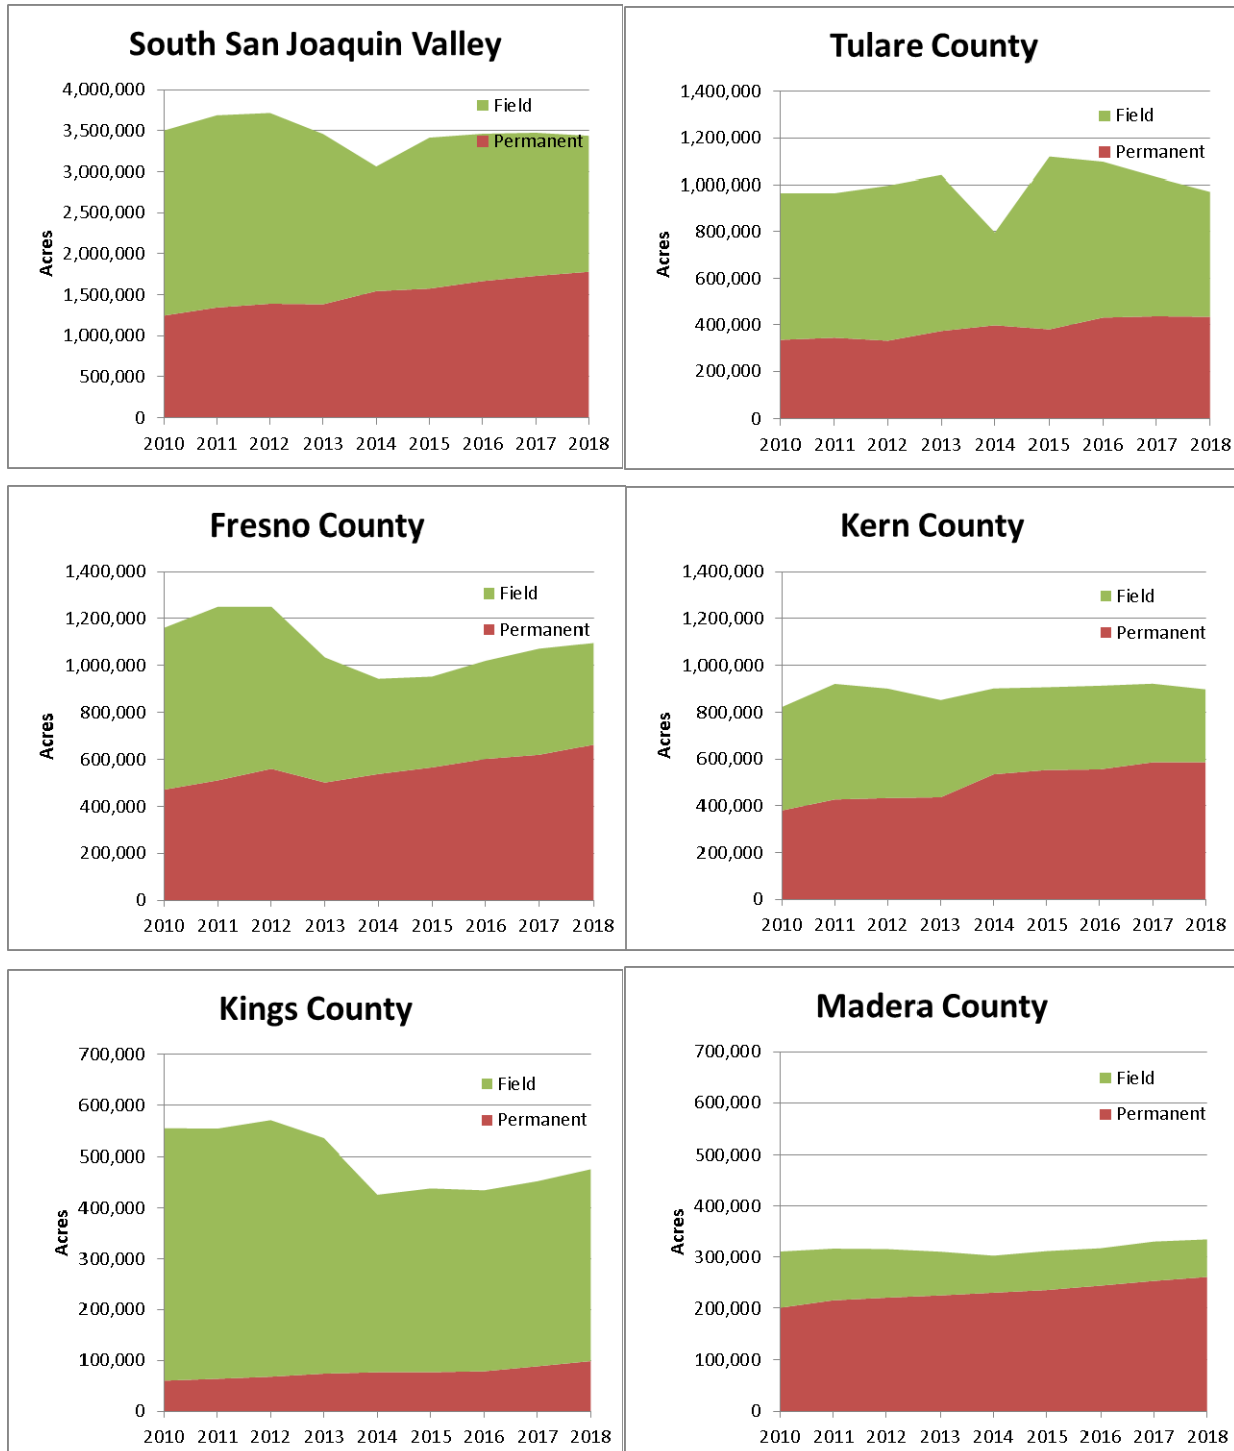 South San Joaquin Valley
4,000,000
3,500,000
3,000,000
2,500,000
2,000,000
1,500,000
1,000,000
500,000
0
Acres
Field
Permanent
2010 2011 2012 2013 2014 2015 2016 2017 2018
Tulare County
1,400,000
1,200,000
1,000,000
800,000
600,000
400,000
200,000
0
Acres
Field
Permanent
2010 2011 2012 2013 2014 2015 2016 2017 2018
Fresno County
1,400,000
1,200,000
1,000,000
800,000
600,000
400,000
200,000
0
Acres
Field
Permanent
2010 2011 2012 2013 2014 2015 2016 2017 2018
Kern County
1,400,000
1,200,000
1,000,000
800,000
600,000
400,000
200,000
0
Acres
Field
Permanent
2010 2011 2012 2013 2014 2015 2016 2017 2018
Kings County
700,000
600,000
500,000
400,000
300,000
200,000
100,000
0
Acres
Field
Permanent
2010 2011 2012 2013 2014 2015 2016 2017 2018
Madera County
700,000
600,000
500,000
400,000
300,000
200,000
100,000
0
Acres
Field
Permanent
2010 2011 2012 2013 2014 2015 2016 2017 2018